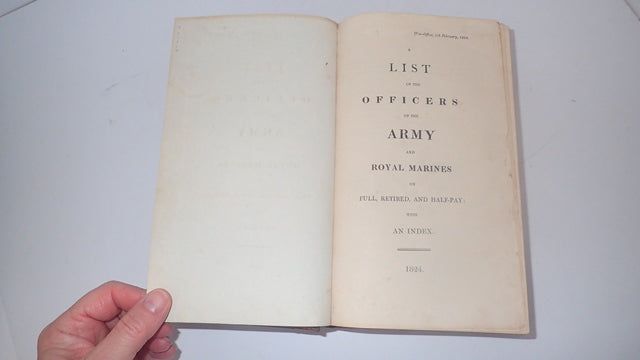 A
LIST
OF THE
OFFICERS
OF THE
ARMY
AND
ROYAL MARINES
ON
FULL, RETIRED, AND HALF-PAY;
WITH
AN INDEX.
1824.